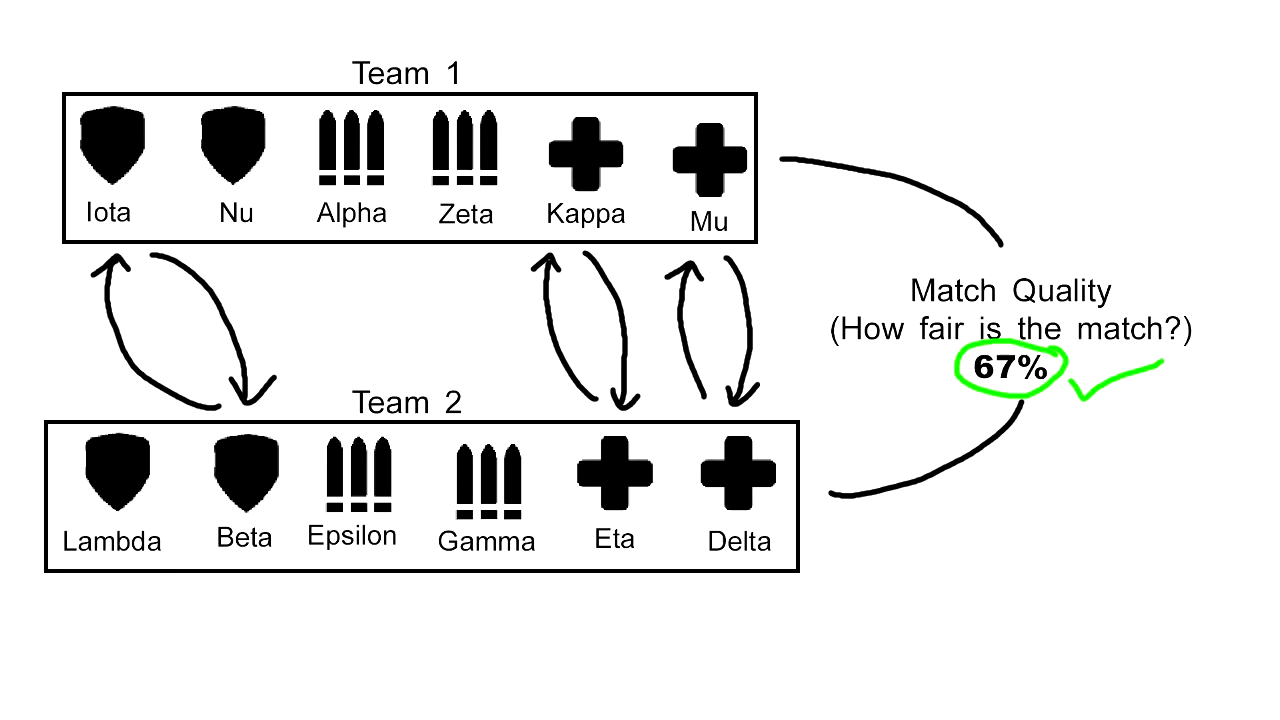 Team 1
Iota Nu Alpha Zeta Kappa Mu
Match Quality
(How fair is the match?)
67%
Team 2
Lambda Beta Epsilon Gamma Eta Delta